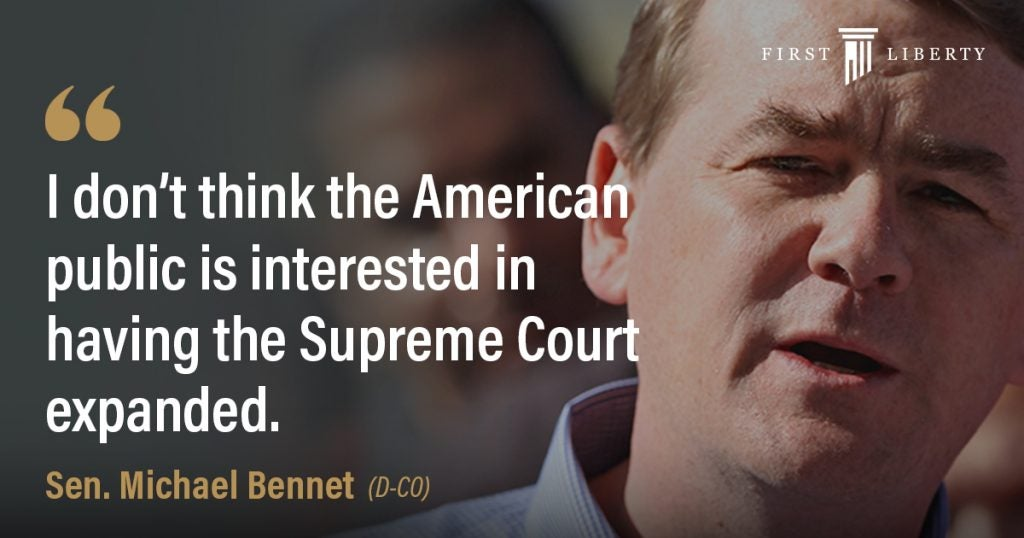 FIRST LIBERTY
“
I don’t think the American
public is interested in
having the Supreme Court
expanded.
Sen. Michael Bennet (D-CO)